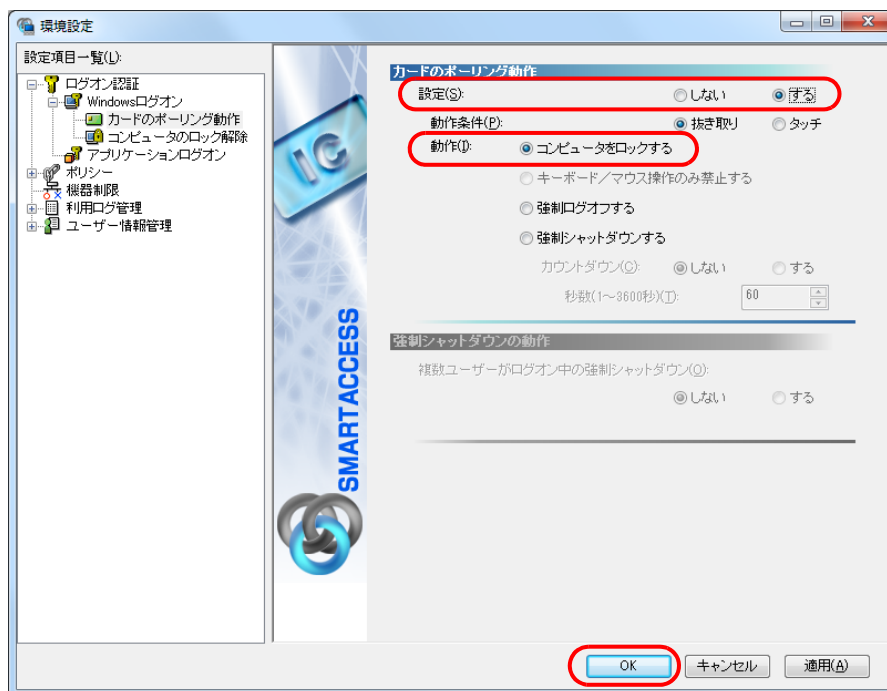 環境設定
設定項目一覧(L):
ログオン認証
Windowsログオン
カードのポーリング動作
コンピュータのロック解除
アプリケーションログオン
ポリシー
機器制限
利用ログ管理
ユーザー情報管理
IC
SMARTACCESS
カードのポーリング動作
設定(S): しない する
動作条件(P): 抜き取り タッチ
動作(I): コンピュータをロックする
キーボード／マウス操作のみ禁止する
強制ログオフする
強制シャットダウンする
カウントダウン(C): しない する
秒数(1～3600秒)(T): 60
強制シャットダウンの動作
複数ユーザーがログオン中の強制シャットダウン(O):
しない する
OK キャンセル 適用(A)